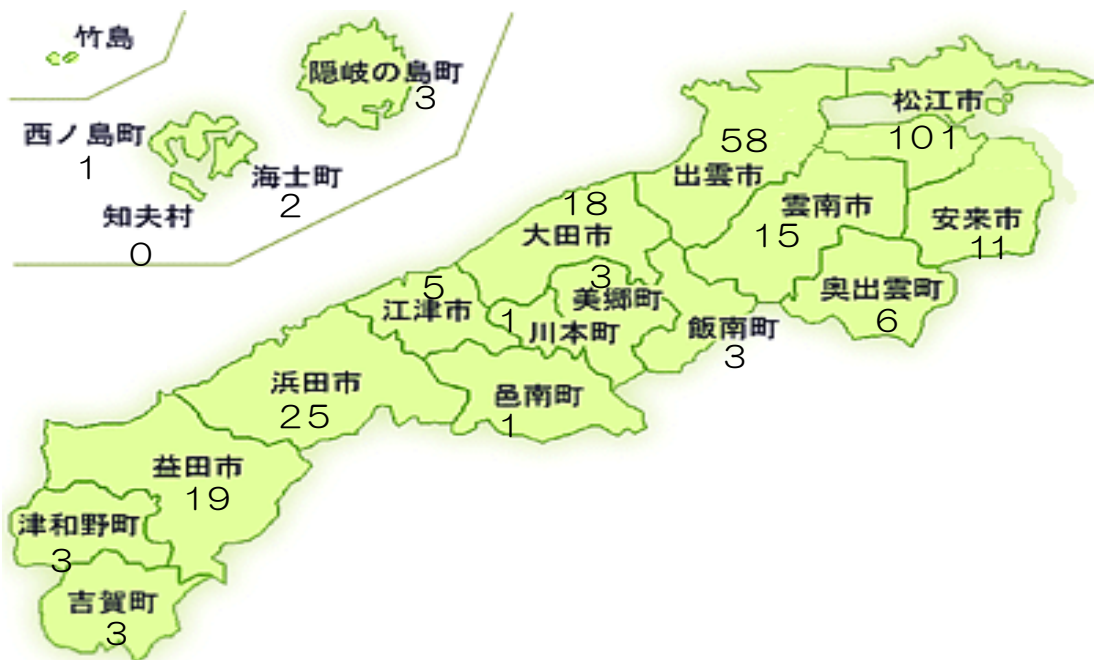 竹島
隠岐の島町
3
西ノ島町
1
海士町
2
知夫村
0
松江市
101
58
出雲市
雲南市
15
安来市
11
18
大田市
奥出雲町
6
3
美郷町
5
江津市
1
川本町
飯南町
3
浜田市
25
邑南町
1
益田市
19
津和野町
3
吉賀町
3